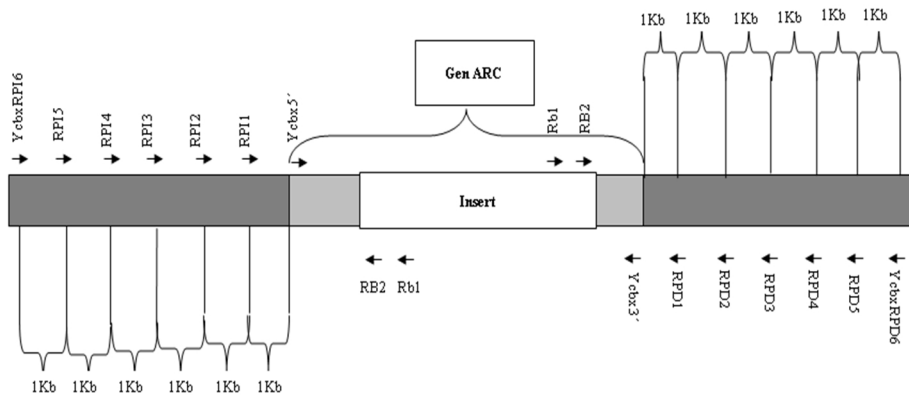 1Kb 1Kb 1Kb 1Kb 1Kb 1Kb
Gen ARC
YcbxRPI6 RPI5 RPI4 RPI3 RPI2 RPI1 Ycbx5´ Rb1 RB2
Insert
RB2 Rb1 Ycbx3´ RPD1 RPD2 RPD3 RPD4 RPD5 YcbxRPD6
1Kb 1Kb 1Kb 1Kb 1Kb 1Kb